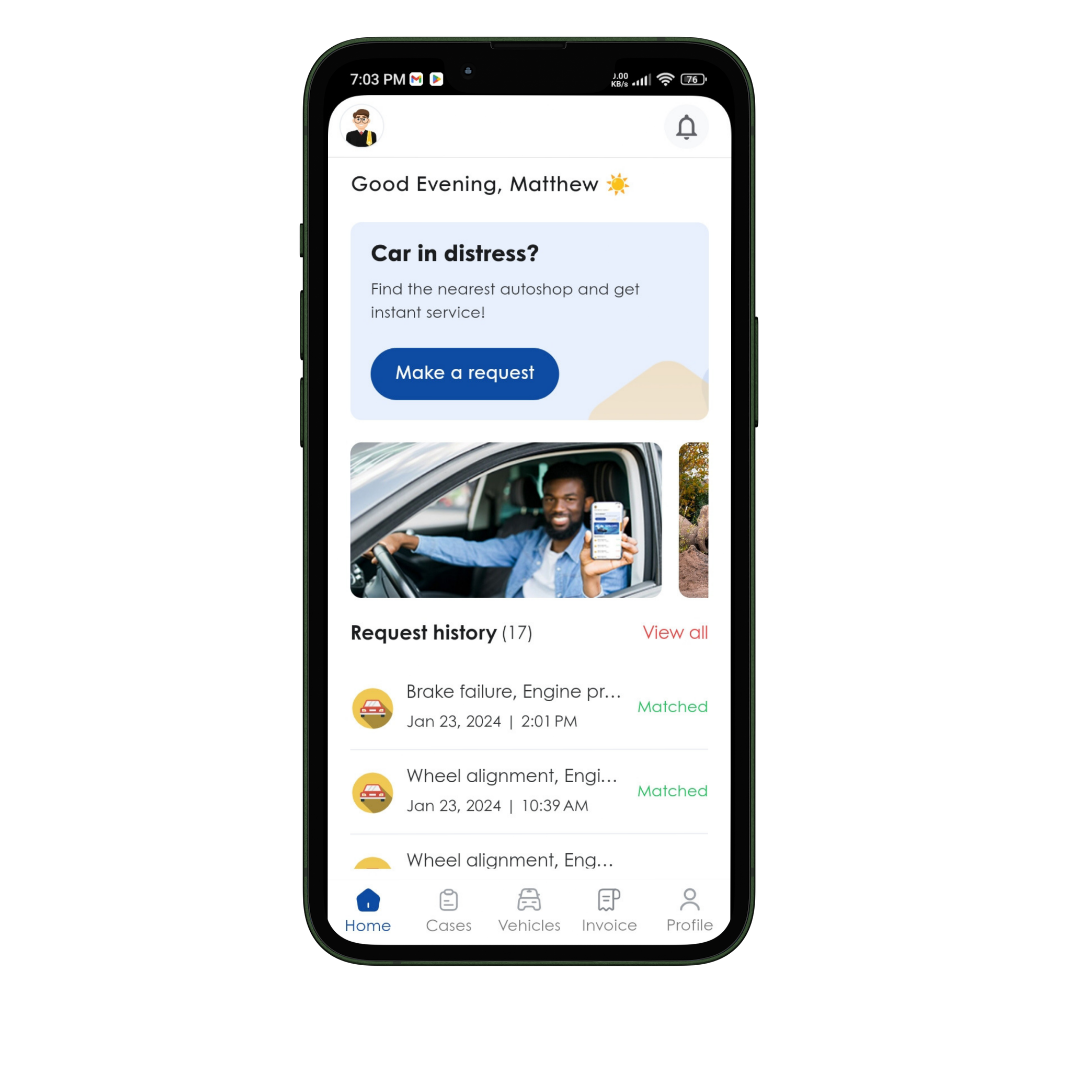 7:03 PM
KB/s
76
Good Evening, Matthew ☀️
Car in distress?
Find the nearest autoshop and get
instant service!
Make a request
Request history (17)
View all
Brake failure, Engine pr...
Jan 23, 2024 | 2:01 PM
Matched
Wheel alignment, Engi...
Jan 23, 2024 | 10:39 AM
Matched
Wheel alignment, Eng...
Home
Cases
Vehicles
Invoice
Profile